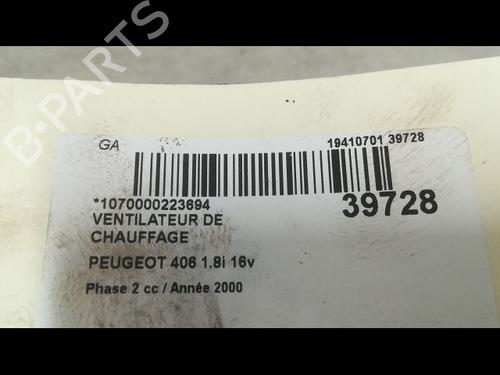 B-PARTS
GA
19410701 39728
*1070000223694
39728
VENTILATEUR DE
CHAUFFAGE
PEUGEOT 406 1.8i 16v
Phase 2 cc / Année 2000